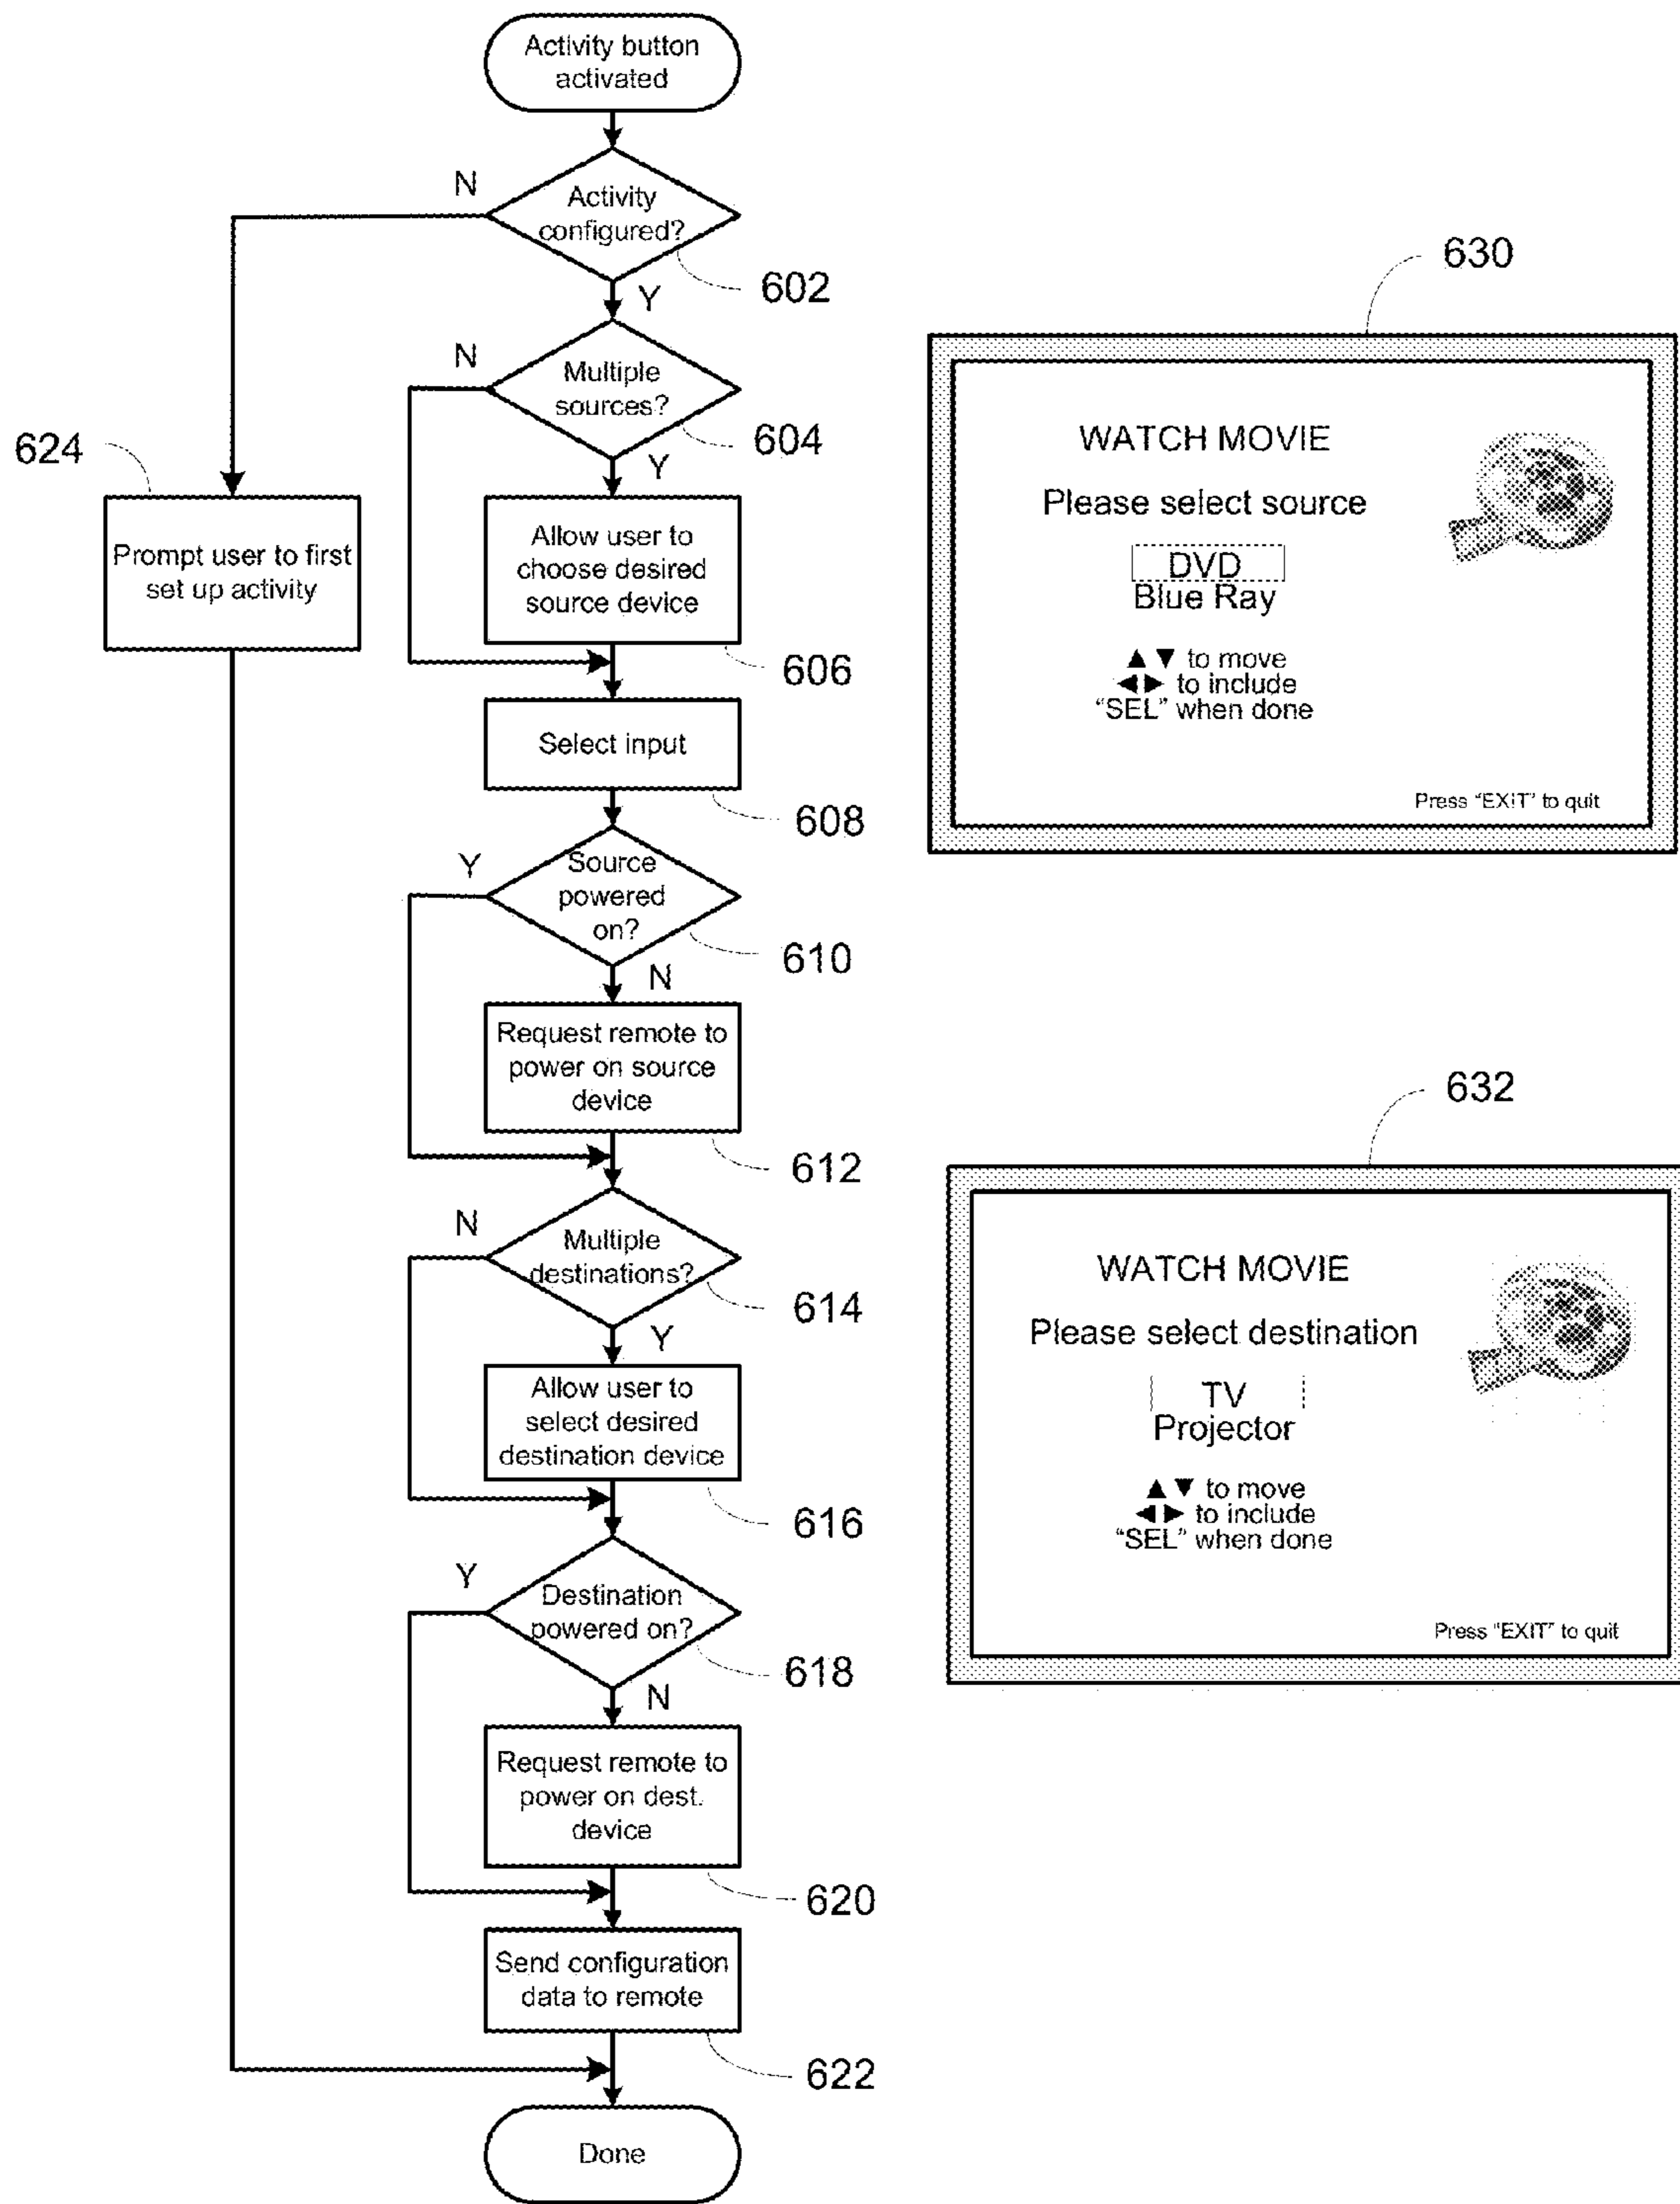 Activity button
activated
N
Activity
configured?
602
Y
N
Multiple
sources?
604
Y
624
Prompt user to first
set up activity
Allow user to
choose desired
source device
606
Select input
608
Y
Source
powered
on?
610
N
Request remote to
power on source
device
612
N
Multiple
destinations?
614
Y
Allow user to
select desired
destination device
616
Y
Destination
powered on?
618
N
Request remote to
power on dest.
device
620
Send configuration
data to remote
622
Done
630
WATCH MOVIE
Please select source
DVD
Blue Ray
▲ ▼ to move
◀ ▶ to include
“SEL” when done
Press “EXIT” to quit
632
WATCH MOVIE
Please select destination
TV
Projector
▲ ▼ to move
◀ ▶ to include
“SEL” when done
Press “EXIT” to quit